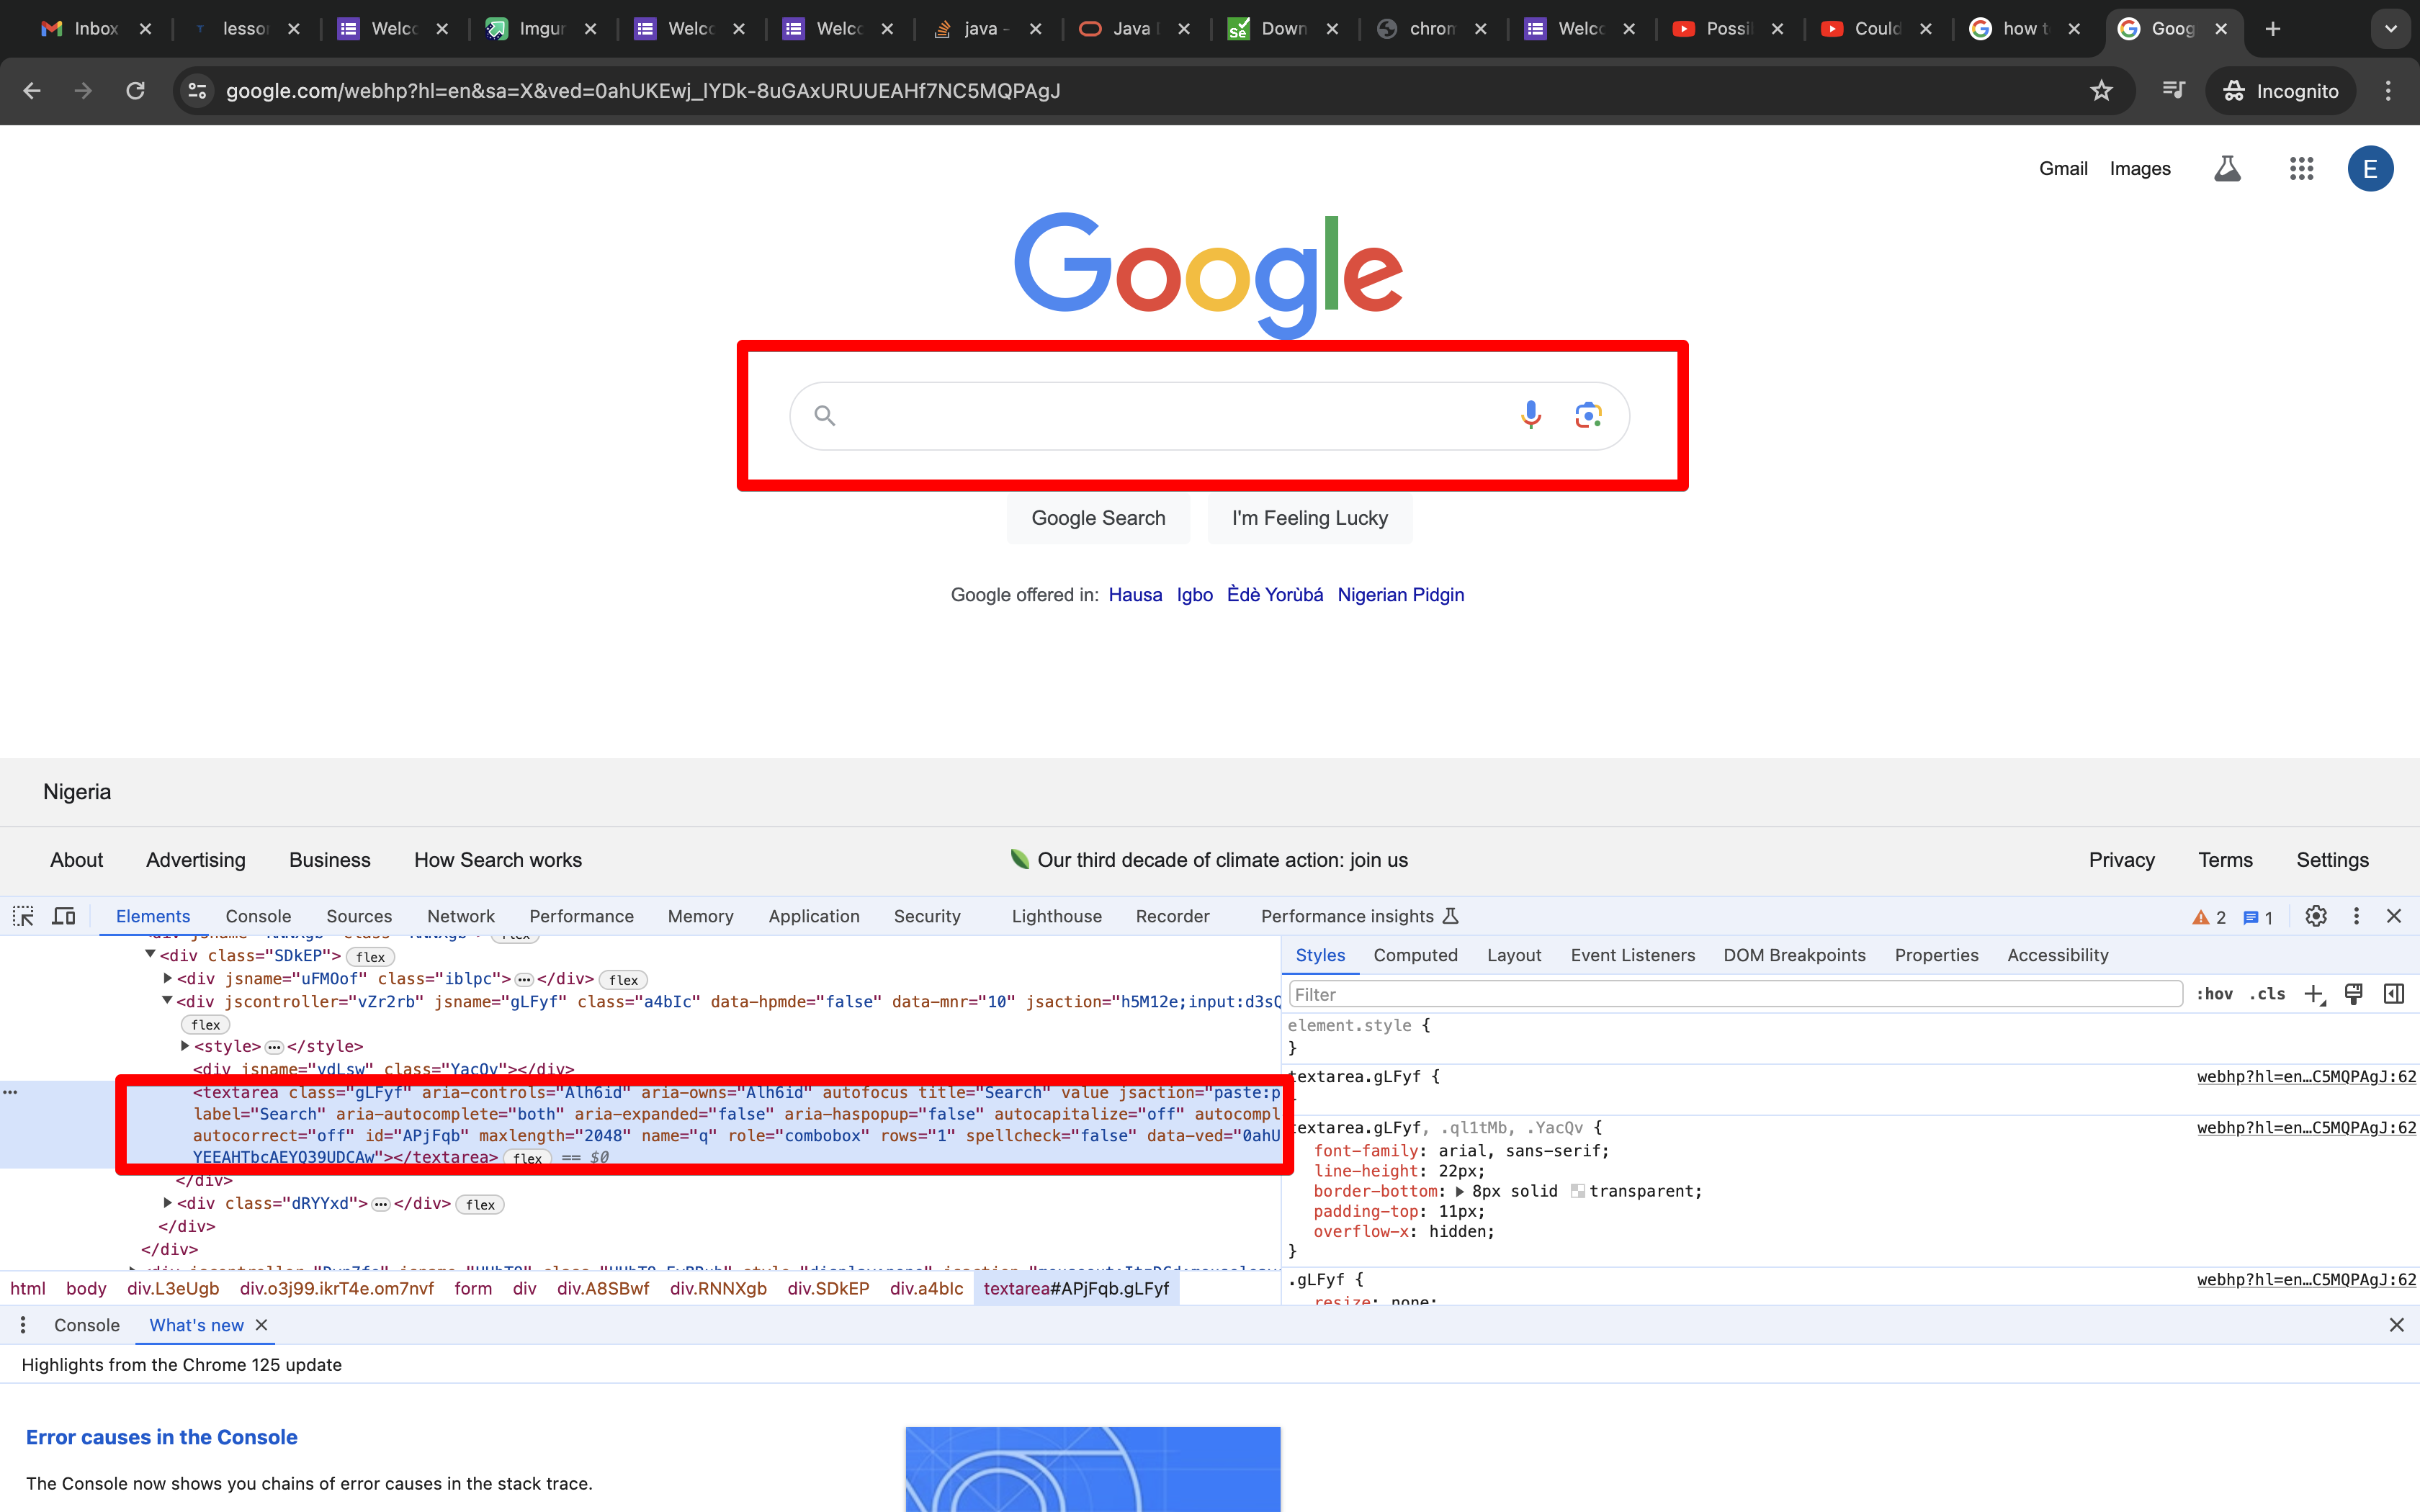 Inbox
lesson
Welcc
Imgur
Welcc
Welcc
java -
Java
Down
chrom
Welcc
Possil
Could
how t
Goog
google.com/webhp?hl=en&sa=X&ved=0ahUKEwj_lYDk-8uGAxURUUEAHf7NC5MQPAgJ
Incognito
Gmail Images
E
Google
Google Search I'm Feeling Lucky
Google offered in: Hausa Igbo Èdè Yorùbá Nigerian Pidgin
Nigeria
About Advertising Business How Search works
Our third decade of climate action: join us
Privacy Terms Settings
Elements Console Sources Network Performance Memory Application Security Lighthouse Recorder Performance insights 2 1
<div class="SDkEP"> flex
<div jsname="uFMOof" class="iblpc">…</div> flex
<div jscontroller="vZr2rb" jsname="gLFyf" class="a4bIc" data-hpmde="false" data-mnr="10" jsaction="h5M12e;input:d3sQ
flex
<style>…</style>
<div jsname="vdLsw" class="YacQv"></div>
<textarea class="gLFyf" aria-controls="Alh6id" aria-owns="Alh6id" autofocus title="Search" value jsaction="paste:p
label="Search" aria-autocomplete="both" aria-expanded="false" aria-haspopup="false" autocapitalize="off" autocompl
autocorrect="off" id="APjFqb" maxlength="2048" name="q" role="combobox" rows="1" spellcheck="false" data-ved="0ahU
YEEAHTbcAEYQ39UDCAw"></textarea> flex == $0
</div>
<div class="dRYYxd">…</div> flex
</div>
</div>
html body div.L3eUgb div.o3j99.ikrT4e.om7nvf form div div.A8SBwf div.RNNXgb div.SDkEP div.a4bIc textarea#APjFqb.gLFyf
Styles Computed Layout Event Listeners DOM Breakpoints Properties Accessibility
Filter :hov .cls
element.style {
}
textarea.gLFyf { webhp?hl=en…C5MQPAgJ:62
textarea.gLFyf, .ql1tMb, .YacQv { webhp?hl=en…C5MQPAgJ:62
font-family: arial, sans-serif;
line-height: 22px;
border-bottom: 8px solid transparent;
padding-top: 11px;
overflow-x: hidden;
}
.gLFyf { webhp?hl=en…C5MQPAgJ:62
resize: none;
Console What's new
Highlights from the Chrome 125 update
Error causes in the Console
The Console now shows you chains of error causes in the stack trace.